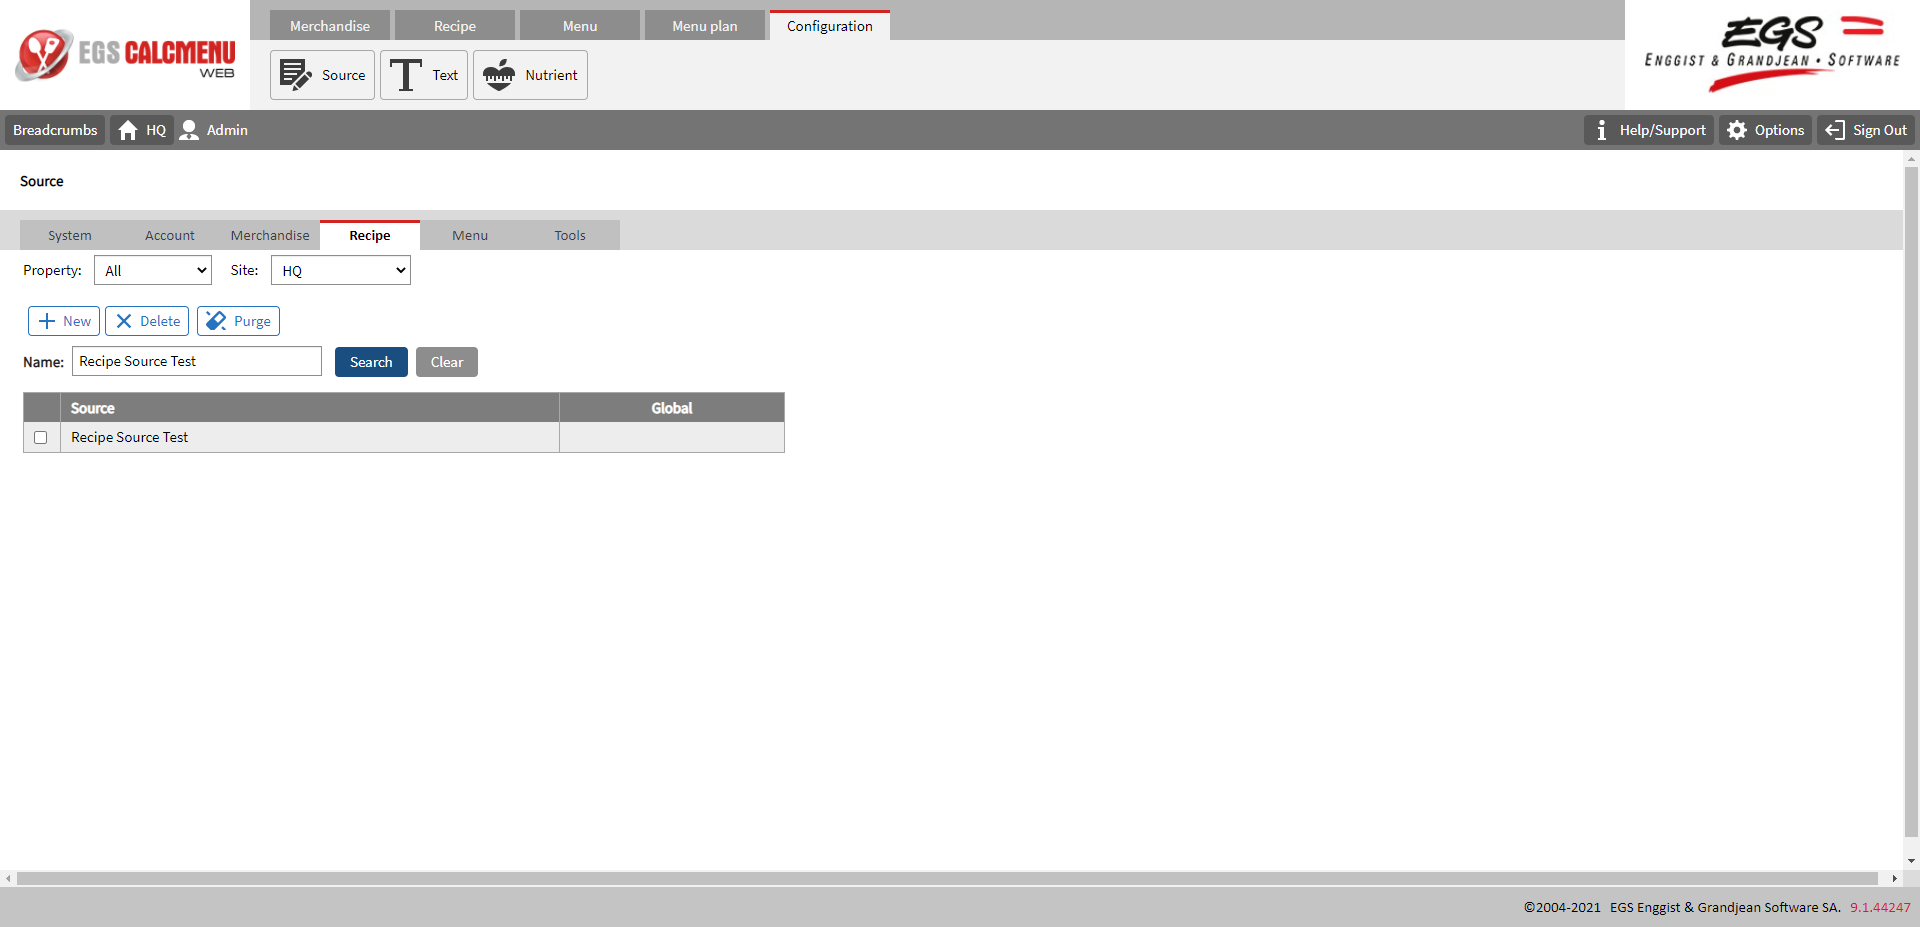 EGS CALCMENU
WEB
Merchandise Recipe Menu Menu plan Configuration
Source Text Nutrient
EGS
ENGGIST & GRANDJEAN • SOFTWARE
Breadcrumbs HQ Admin Help/Support Options Sign Out
Source
System Account Merchandise Recipe Menu Tools
Property: All Site: HQ
New Delete Purge
Name: Recipe Source Test Search Clear
Source Global
Recipe Source Test
©2004-2021 EGS Enggist & Grandjean Software SA. 9.1.44247